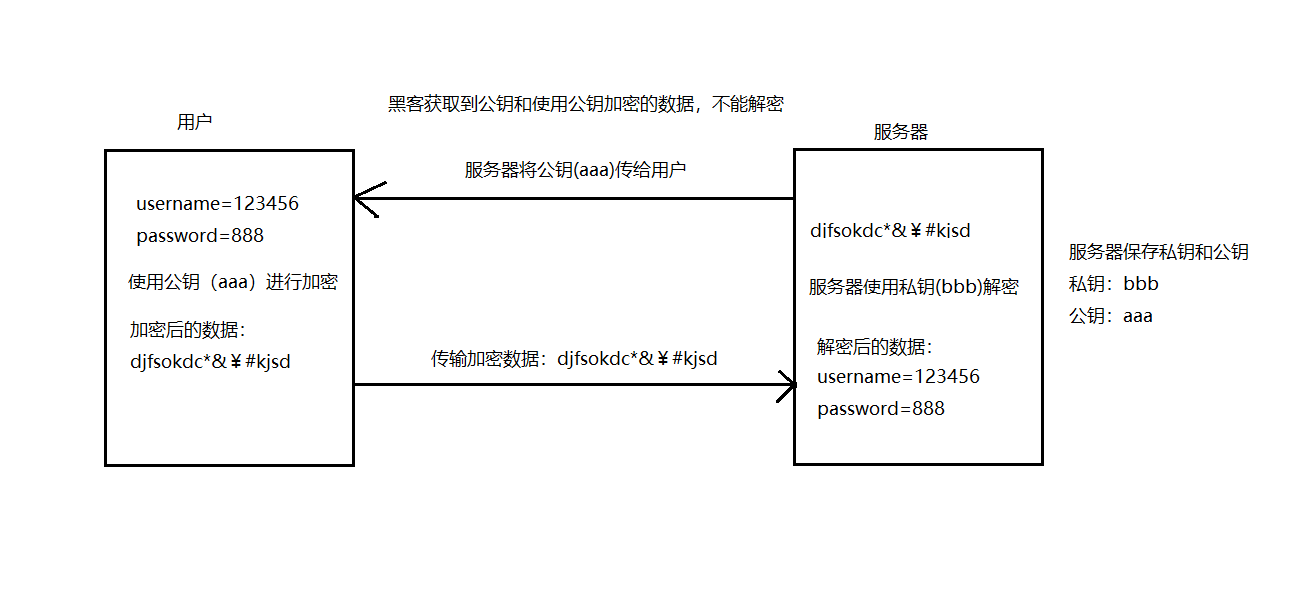 黑客获取到公钥和使用公钥加密的数据，不能解密
用户
服务器
服务器将公钥(aaa)传给用户
username=123456
password=888
使用公钥（aaa）进行加密
加密后的数据：
djfsokdc*&￥#kjsd
传输加密数据：djfsokdc*&￥#kjsd
djfsokdc*&￥#kjsd
服务器使用私钥(bbb)解密
解密后的数据：
username=123456
password=888
服务器保存私钥和公钥
私钥：bbb
公钥：aaa